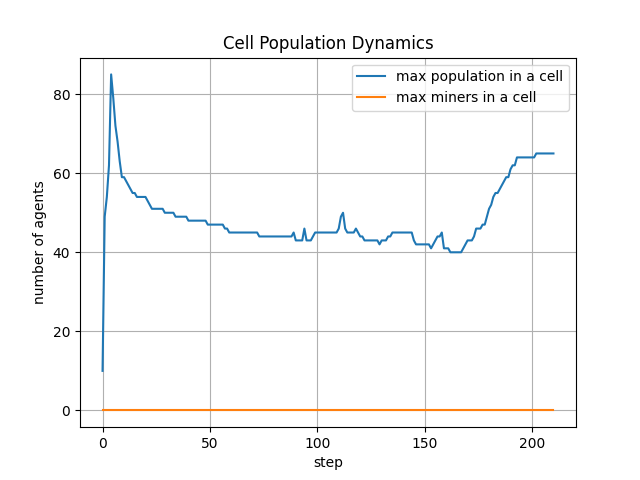 Cell Population Dynamics
max population in a cell
max miners in a cell
number of agents
80
60
40
20
0
0 50 100 150 200
step